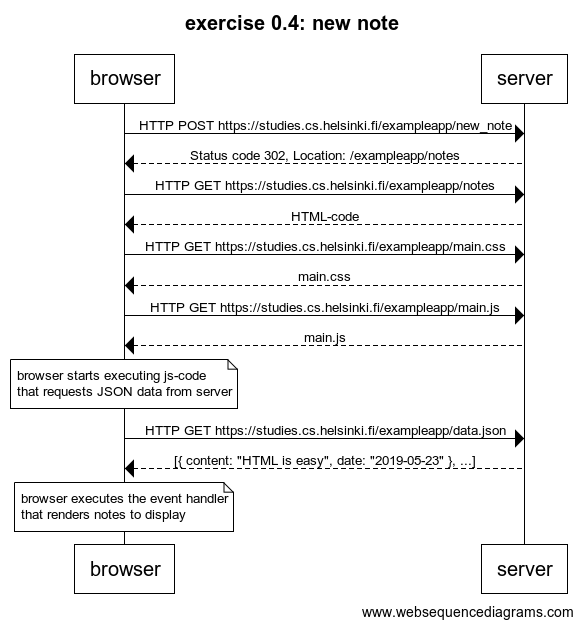 exercise 0.4: new note
browser
server
HTTP POST https://studies.cs.helsinki.fi/exampleapp/new_note
Status code 302, Location: /exampleapp/notes
HTTP GET https://studies.cs.helsinki.fi/exampleapp/notes
HTML-code
HTTP GET https://studies.cs.helsinki.fi/exampleapp/main.css
main.css
HTTP GET https://studies.cs.helsinki.fi/exampleapp/main.js
main.js
browser starts executing js-code
that requests JSON data from server
HTTP GET https://studies.cs.helsinki.fi/exampleapp/data.json
[{ content: "HTML is easy", date: "2019-05-23" }, ...]
browser executes the event handler
that renders notes to display
browser
server
www.websequencediagrams.com